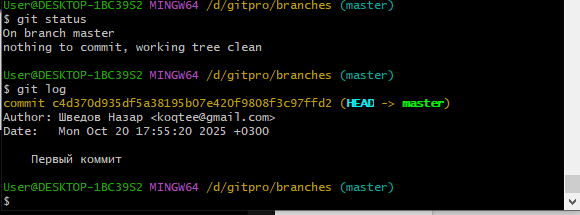 User@DESKTOP-1BC39S2 MINGW64 /d/gitpro/branches (master)
$ git status
On branch master
nothing to commit, working tree clean
User@DESKTOP-1BC39S2 MINGW64 /d/gitpro/branches (master)
$ git log
commit c4d370d935df5a38195b07e420f9808f3c97ffd2 (HEAD -> master)
Author: Шведов Назар <koqtee@gmail.com>
Date:   Mon Oct 20 17:55:20 2025 +0300
Первый коммит
User@DESKTOP-1BC39S2 MINGW64 /d/gitpro/branches (master)
$